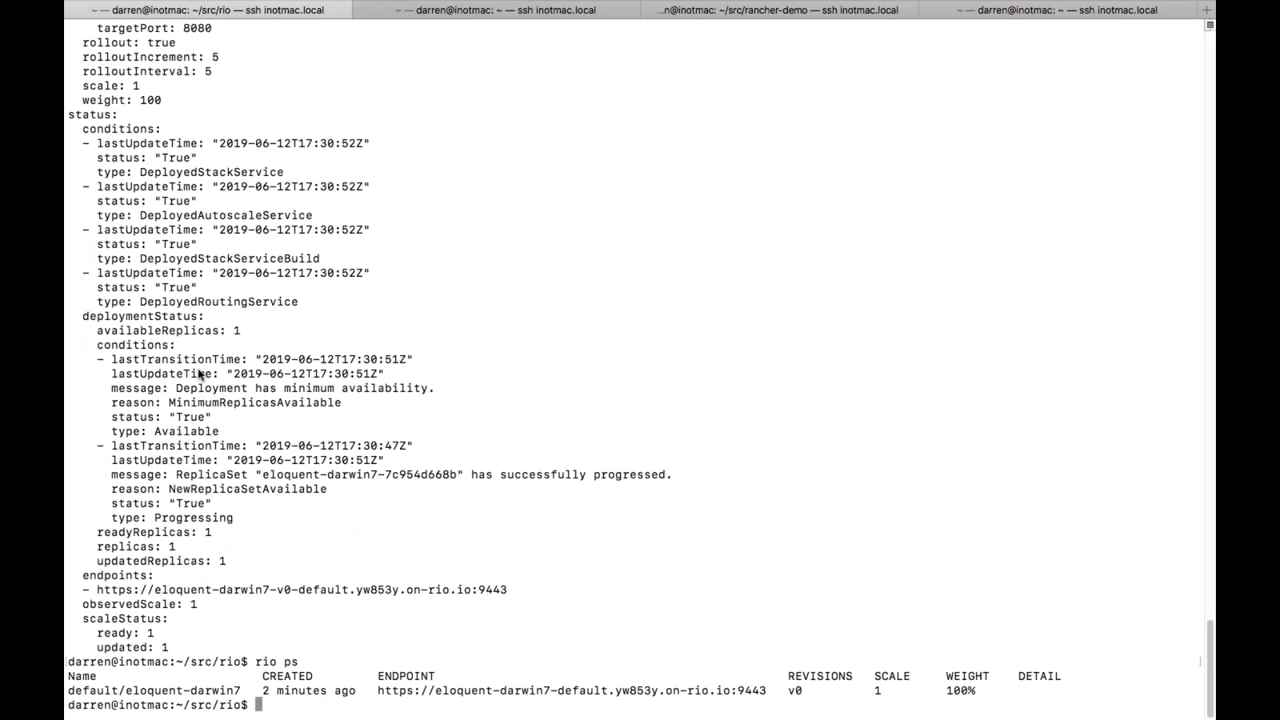 ~ — darren@inotmac: ~/src/rio — ssh inotmac.local
~ — darren@inotmac: ~ — ssh inotmac.local
...n@inotmac: ~/src/rancher-demo — ssh inotmac.local
~ — darren@inotmac: ~ — ssh inotmac.local
+
targetPort: 8080
rollout: true
rolloutIncrement: 5
rolloutInterval: 5
scale: 1
weight: 100
status:
conditions:
- lastUpdateTime: "2019-06-12T17:30:52Z"
status: "True"
type: DeployedStackService
- lastUpdateTime: "2019-06-12T17:30:52Z"
status: "True"
type: DeployedAutoscaleService
- lastUpdateTime: "2019-06-12T17:30:52Z"
status: "True"
type: DeployedStackServiceBuild
- lastUpdateTime: "2019-06-12T17:30:52Z"
status: "True"
type: DeployedRoutingService
deploymentStatus:
availableReplicas: 1
conditions:
- lastTransitionTime: "2019-06-12T17:30:51Z"
lastUpdateTime: "2019-06-12T17:30:51Z"
message: Deployment has minimum availability.
reason: MinimumReplicasAvailable
status: "True"
type: Available
- lastTransitionTime: "2019-06-12T17:30:47Z"
lastUpdateTime: "2019-06-12T17:30:51Z"
message: ReplicaSet "eloquent-darwin7-7c954d668b" has successfully progressed.
reason: NewReplicaSetAvailable
status: "True"
type: Progressing
readyReplicas: 1
replicas: 1
updatedReplicas: 1
endpoints:
- https://eloquent-darwin7-v0-default.yw853y.on-rio.io:9443
observedScale: 1
scaleStatus:
ready: 1
updated: 1
darren@inotmac:~/src/rio$ rio ps
Name CREATED ENDPOINT REVISIONS SCALE WEIGHT DETAIL
default/eloquent-darwin7 2 minutes ago https://eloquent-darwin7-default.yw853y.on-rio.io:9443 v0 1 100%
darren@inotmac:~/src/rio$